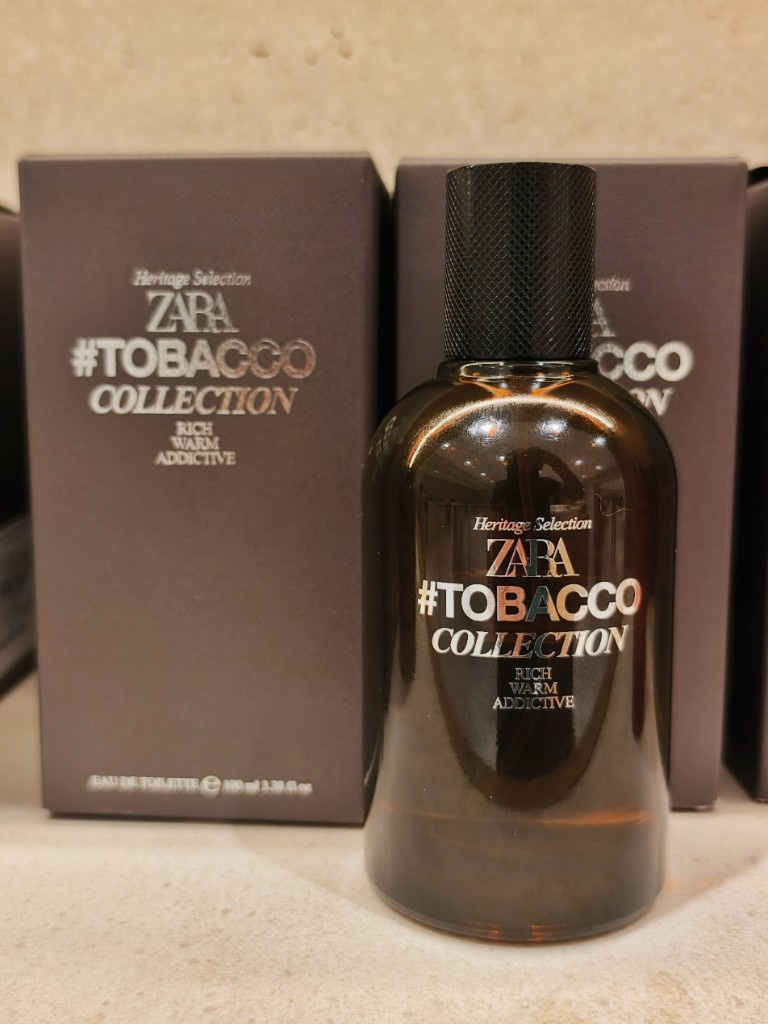 Heritage Selection
ZARA
#TOBACCO
COLLECTION
RICH
WARM
ADDICTIVE
EAU DE TOILETTE e 100 ml 3.38 fl oz
Heritage Selection
ZARA
#TOBACCO
COLLECTION
RICH
WARM
ADDICTIVE